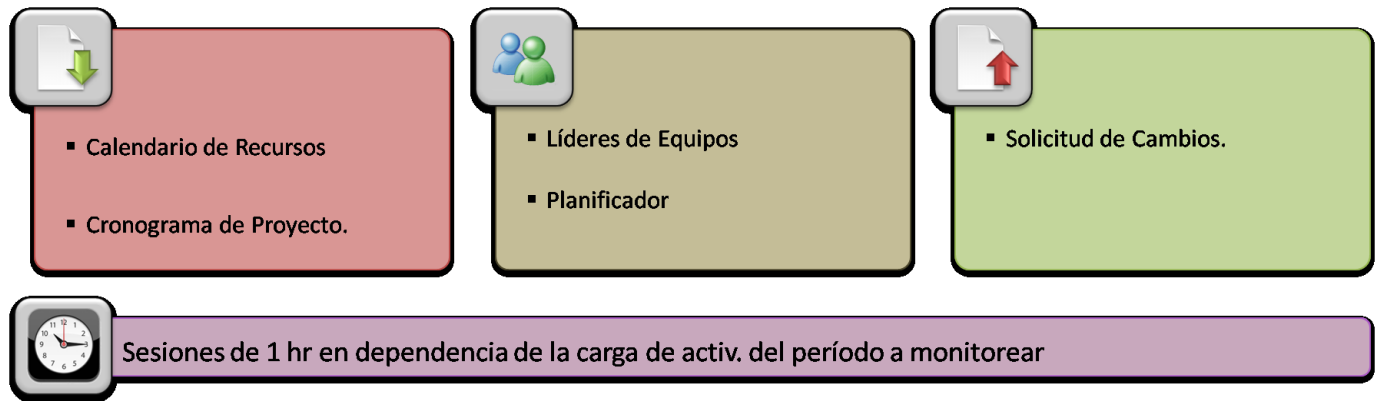 ▪ Calendario de Recursos
▪ Cronograma de Proyecto.
▪ Líderes de Equipos
▪ Planificador
▪ Solicitud de Cambios.
Sesiones de 1 hr en dependencia de la carga de activ. del período a monitorear